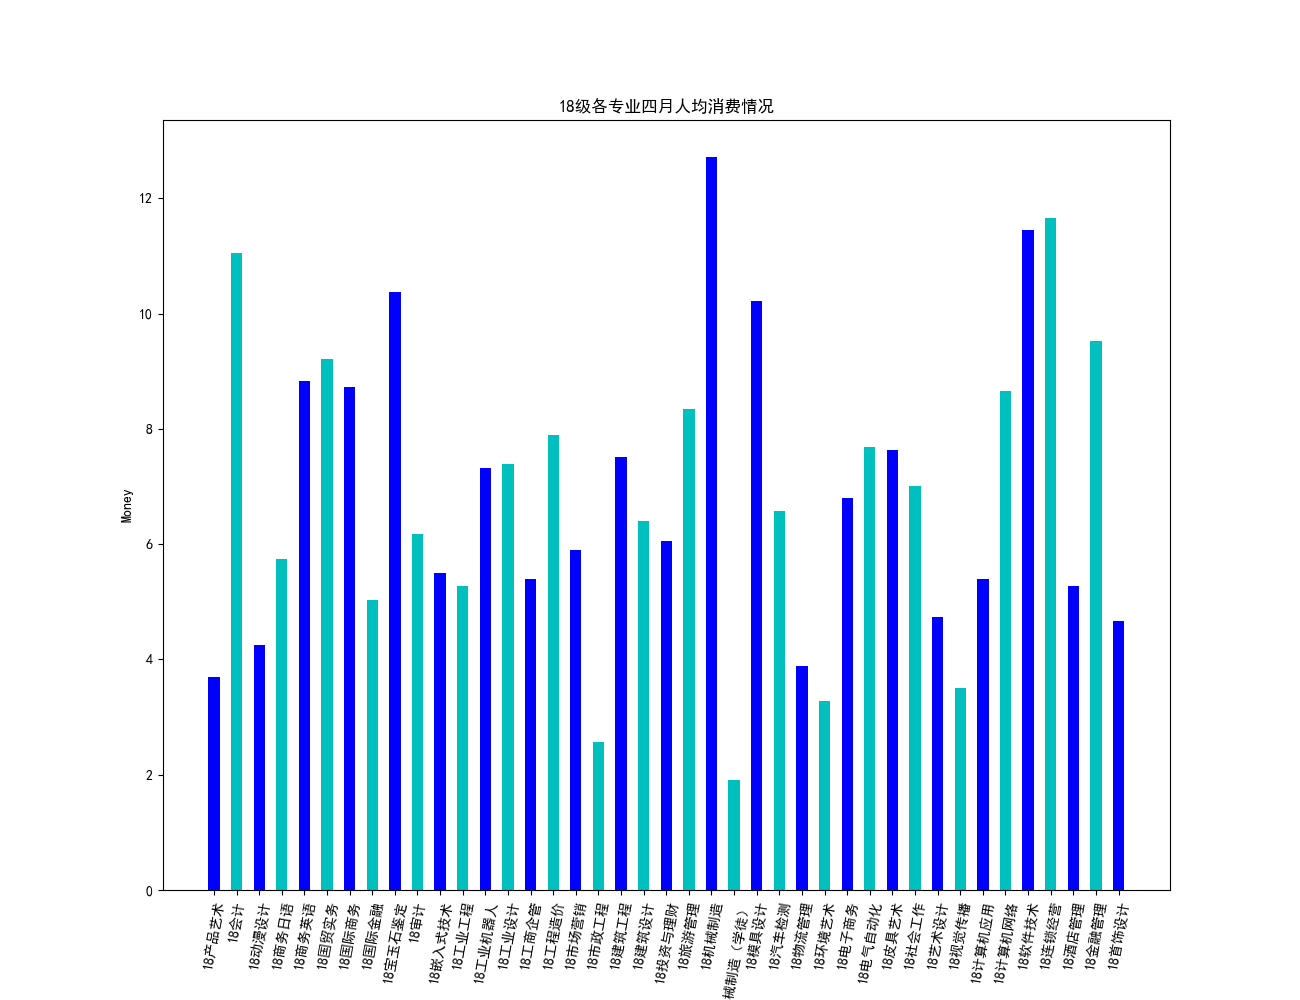 18级各专业四月人均消费情况
Money
12
10
8
6
4
2
0
18产品艺术
18会计
18动漫设计
18商务日语
18商务英语
18国贸实务
18国际商务
18国际金融
18宝玉石鉴定
18审计
18嵌入式技术
18工业工程
18工业机器人
18工业设计
18工商企管
18工程造价
18市场营销
18市政工程
18建筑工程
18建筑设计
18投资与理财
18旅游管理
18机械制造
械制造（学徒）
18模具设计
18汽车检测
18物流管理
18环境艺术
18电子商务
18电气自动化
18皮具艺术
18社会工作
18艺术设计
18视觉传播
18计算机应用
18计算机网络
18软件技术
18连锁经营
18酒店管理
18金融管理
18首饰设计